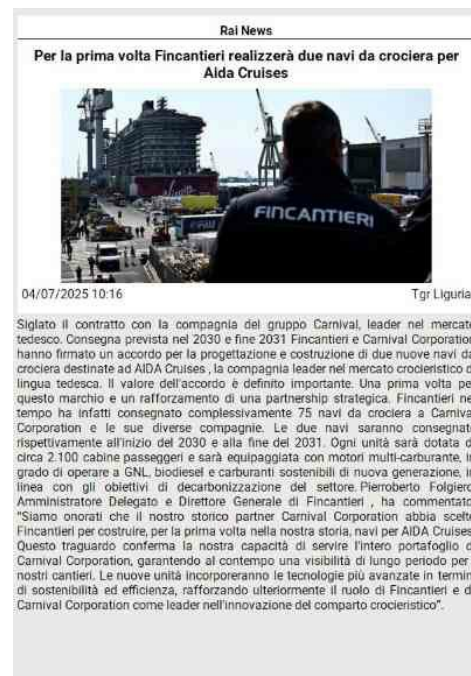 Rai News
Per la prima volta Fincantieri realizzerà due navi da crociera per
Aida Cruises
FINCANTIERI
04/07/2025 10:16
Tgr Liguria
Siglato il contratto con la compagnia del gruppo Carnival, leader nel mercato
tedesco. Consegna prevista nel 2030 e fine 2031 Fincantieri e Carnival Corporation
hanno firmato un accordo per la progettazione e costruzione di due nuove navi da
crociera destinate ad AIDA Cruises , la compagnia leader nel mercato crocieristico d
lingua tedesca. Il valore dell'accordo è definito importante. Una prima volta per
questo marchio e un rafforzamento di una partnership strategica. Fincantieri nel
tempo ha infatti consegnato complessivamente 75 navi da crociera a Carniva
Corporation e le sue diverse compagnie. Le due navi saranno consegnate
rispettivamente all'inizio del 2030 e alla fine del 2031. Ogni unità sarà dotata d
circa 2.100 cabine passeggeri e sarà equipaggiata con motori multi-carburante, in
grado di operare a GNL, biodiesel e carburanti sostenibili di nuova generazione, in
linea con gli obiettivi di decarbonizzazione del settore. Pierroberto Folgiero
Amministratore Delegato e Direttore Generale di Fincantieri , ha commentato
"Siamo onorati che il nostro storico partner Carnival Corporation abbia scelto
Fincantieri per costruire, per la prima volta nella nostra storia, navi per AIDA Cruises
Questo traguardo conferma la nostra capacità di servire l'intero portafoglio d
Carnival Corporation, garantendo al contempo una visibilità di lungo periodo per
nostri cantieri. Le nuove unità incorporeranno le tecnologie più avanzate in termin
di sostenibilità ed efficienza, rafforzando ulteriormente il ruolo di Fincantieri e d
Carnival Corporation come leader nell'innovazione del comparto crocieristico".